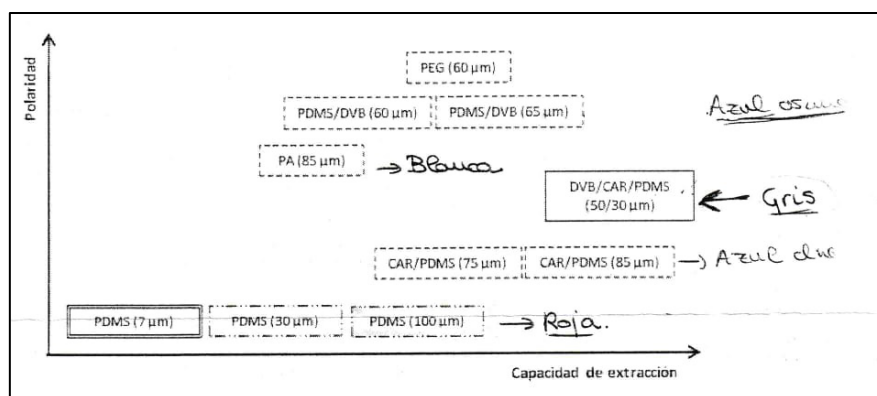 Polaridad
PEG (60 µm)
PDMS/DVB (60 µm) PDMS/DVB (65 µm) Azul
PA (85 µm) → Blanca
DVB/CAR/PDMS
(50/30 µm) ← Gris
CAR/PDMS (75 µm) CAR/PDMS (85 µm) → Azul
PDMS (7 µm) PDMS (30 µm) PDMS (100 µm) → Roja.
Capacidad de extracción